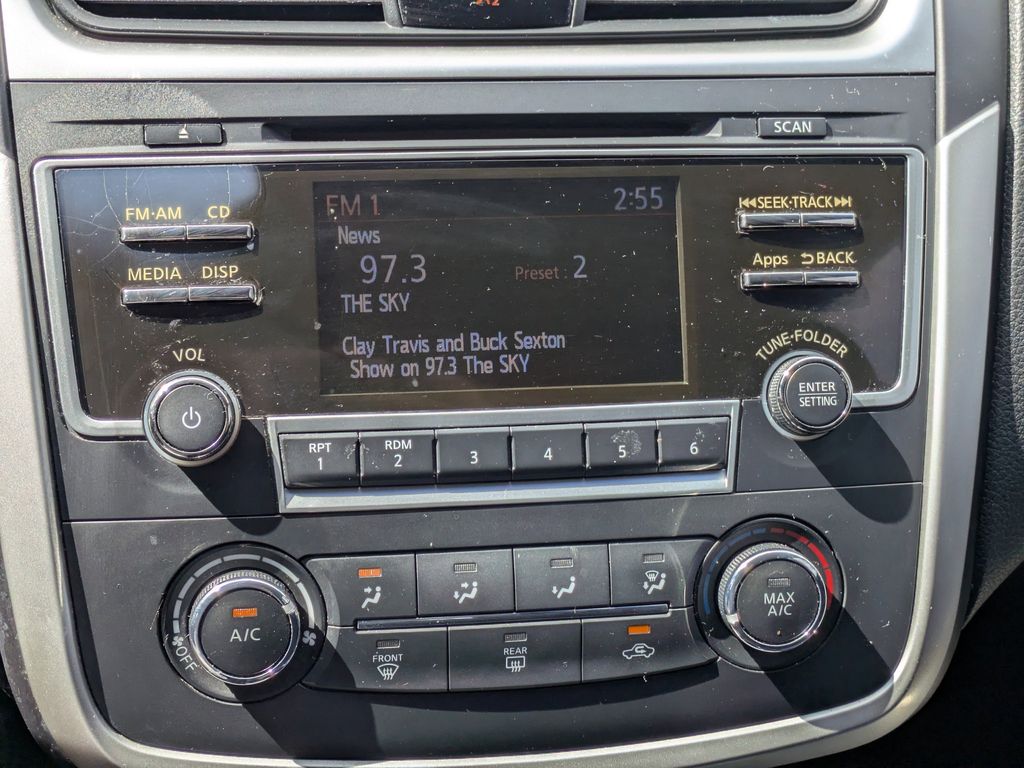 SCAN
FM·AM CD
MEDIA DISP
VOL
FM 1 2:55
News
97.3 Preset : 2
THE SKY
Clay Travis and Buck Sexton
Show on 97.3 The SKY
SEEK·TRACK
Apps BACK
TUNE·FOLDER
ENTER
SETTING
RPT
1
RDM
2
3
4
5
6
A/C
OFF
FRONT
REAR
MAX
A/C